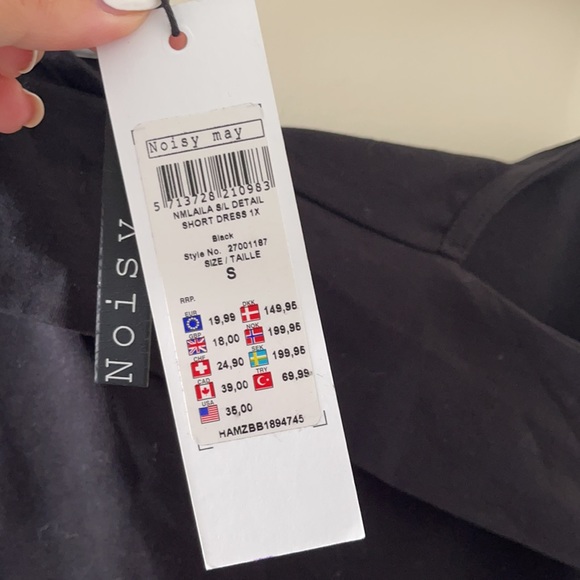 Noisy may
5 713728 210983
NMLAILA S/L DETAIL
SHORT DRESS 1X
Black
Style No. 27001187
SIZE / TAILLE
S
RRP.
EUR 19,99 DKK 149,95
GBP 18,00 NOK 199,95
CHF 24,90 SEK 199,95
CAD 39,00 TRY 69,99
USA 35,00
HAMZBB1894745
Noisy